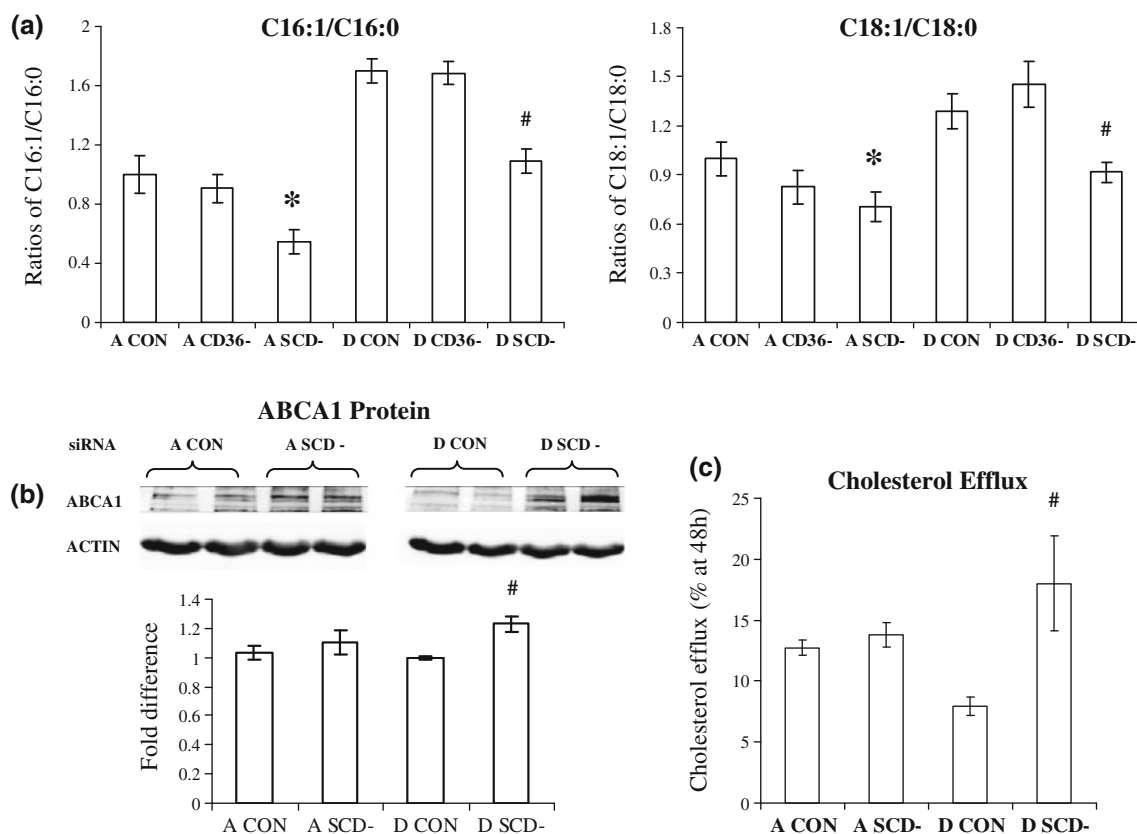 (a)
C16:1/C16:0
Ratios of C16:1/C16:0
2
1.6
1.2
0.8
0.4
0
*
#
A CON A CD36- A SCD- D CON D CD36- D SCD-
C18:1/C18:0
Ratios of C18:1/C18:0
1.8
1.5
1.2
0.9
0.6
0.3
0
*
#
A CON A CD36- A SCD- D CON D CD36- D SCD-
(b)
ABCA1 Protein
siRNA A CON A SCD - D CON D SCD -
ABCA1
ACTIN
Fold difference
1.4
1.2
1
0.8
0.6
0.4
0.2
0
#
A CON A SCD- D CON D SCD-
(c)
Cholesterol Efflux
Cholesterol efflux (% at 48h)
25
20
15
10
5
0
#
A CON A SCD- D CON D SCD-